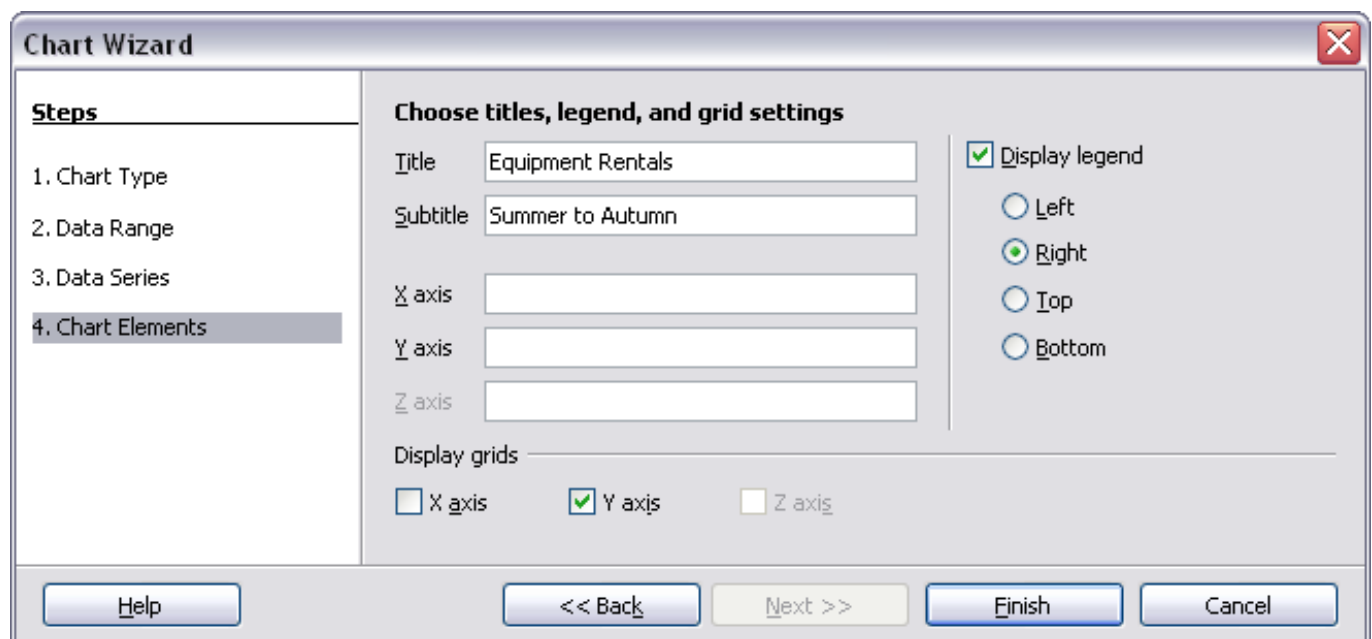 Chart Wizard
Steps
1. Chart Type
2. Data Range
3. Data Series
4. Chart Elements
Choose titles, legend, and grid settings
Title Equipment Rentals
Subtitle Summer to Autumn
X axis
Y axis
Z axis
Display legend
Left
Right
Top
Bottom
Display grids
X axis Y axis Z axis
Help << Back Next >> Finish Cancel